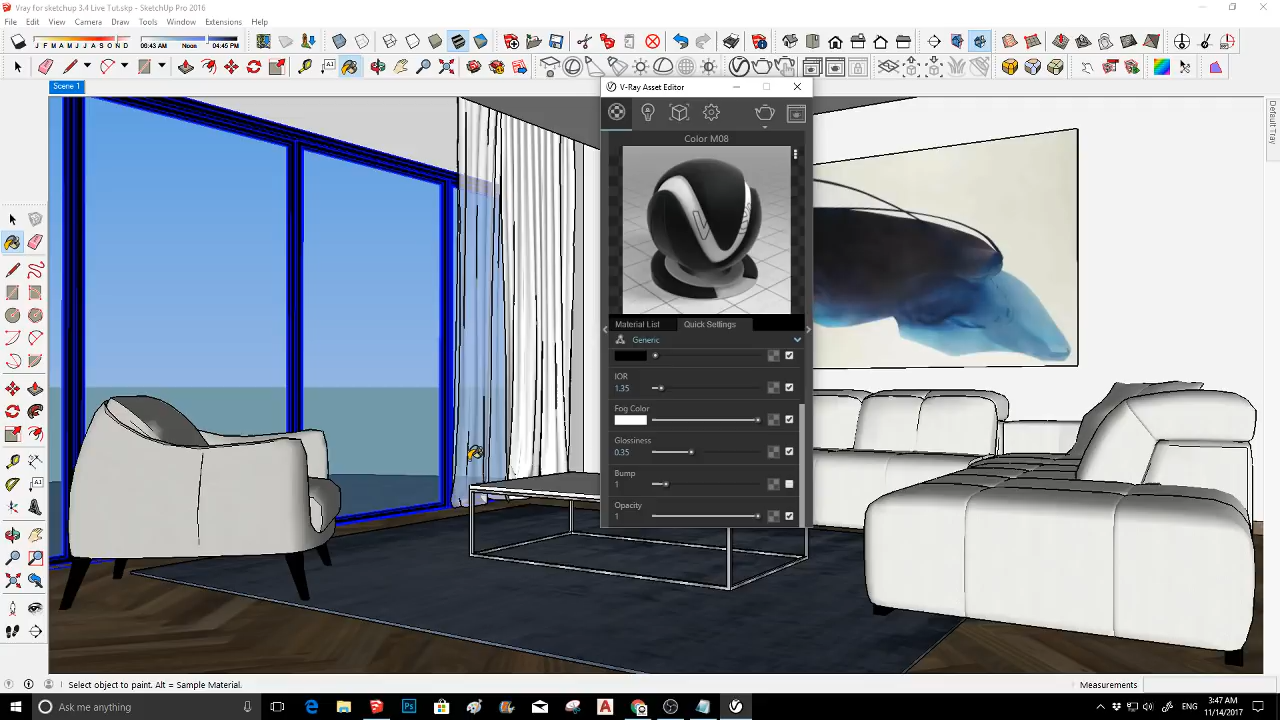 Vray for sketchup 3.4 Live Tut.skp - SketchUp Pro 2016
File Edit View Camera Draw Tools Window Extensions Help
J F M A M J J A S O N D 06:43 AM Noon 04:45 PM
Scene 1
V-Ray Asset Editor
Color M08
Material List Quick Settings
Generic
IOR
1.35
Fog Color
Glossiness
0.35
Bump
1
Opacity
1
Default Tray
Select object to paint. Alt = Sample Material.
Measurements
Ask me anything
3:47 AM
11/14/2017